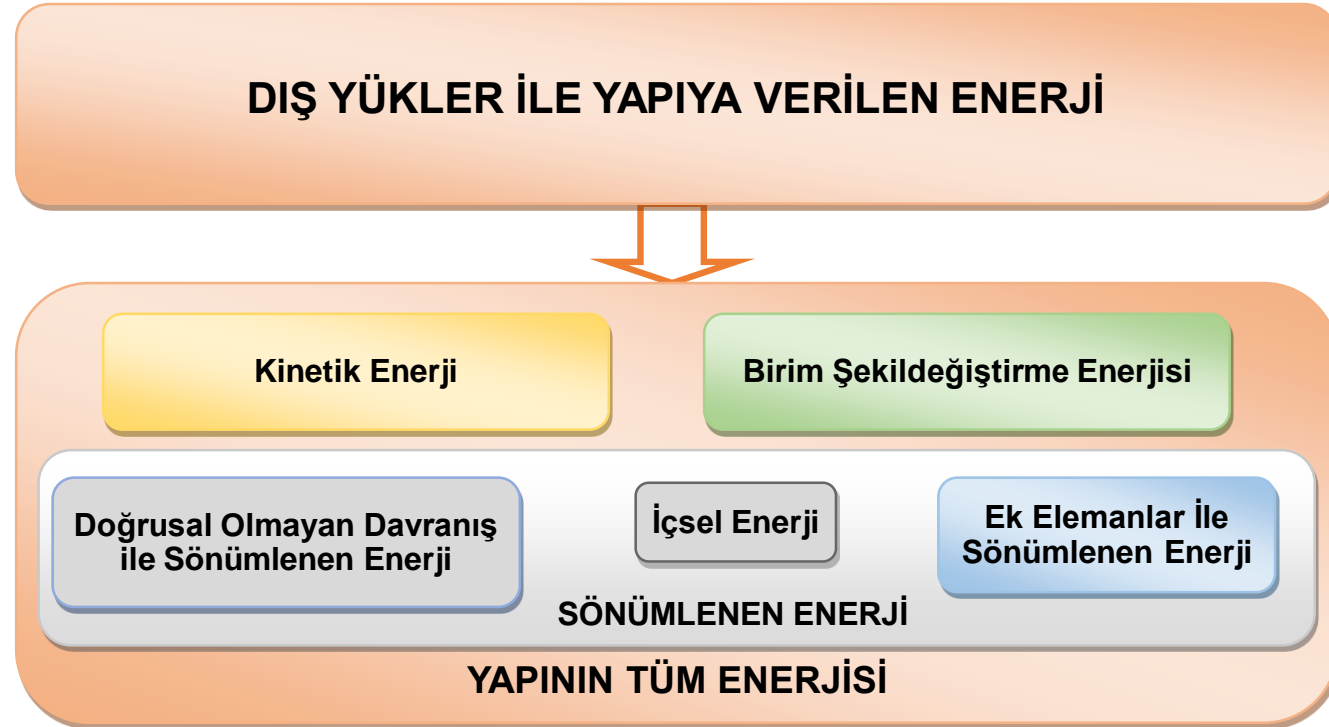 DIŞ YÜKLER İLE YAPIYA VERİLEN ENERJİ
Kinetik Enerji
Birim Şekildeğiştirme Enerjisi
Doğrusal Olmayan Davranış
ile Sönümlenen Enerji
İçsel Enerji
Ek Elemanlar İle
Sönümlenen Enerji
SÖNÜMLENEN ENERJİ
YAPININ TÜM ENERJİSİ